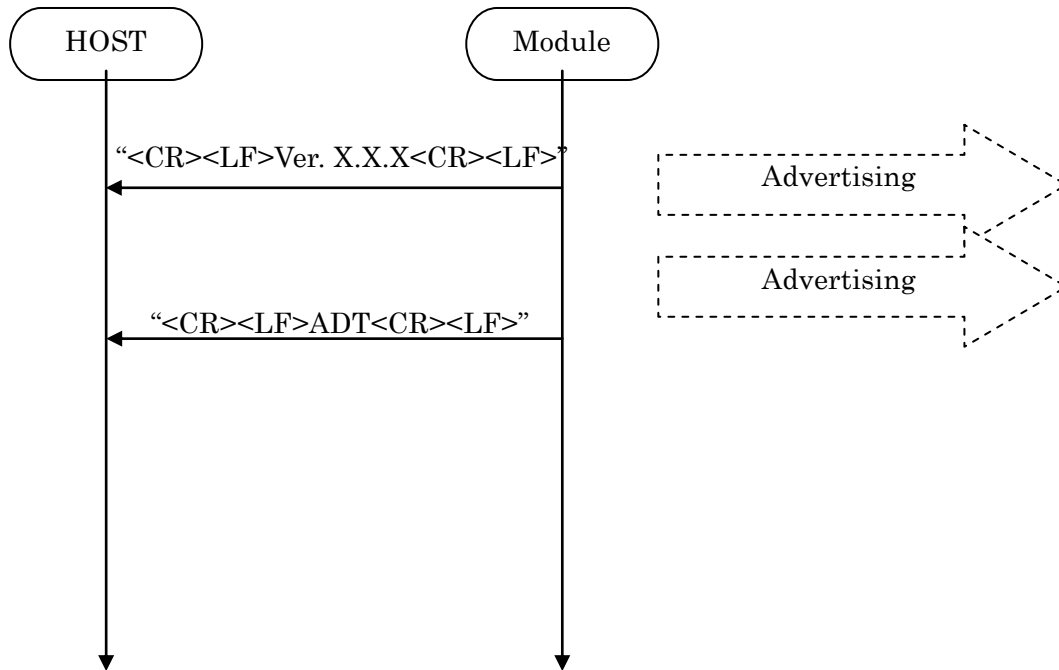 HOST
Module
“<CR><LF>Ver. X.X.X<CR><LF>”
Advertising
Advertising
“<CR><LF>ADT<CR><LF>”